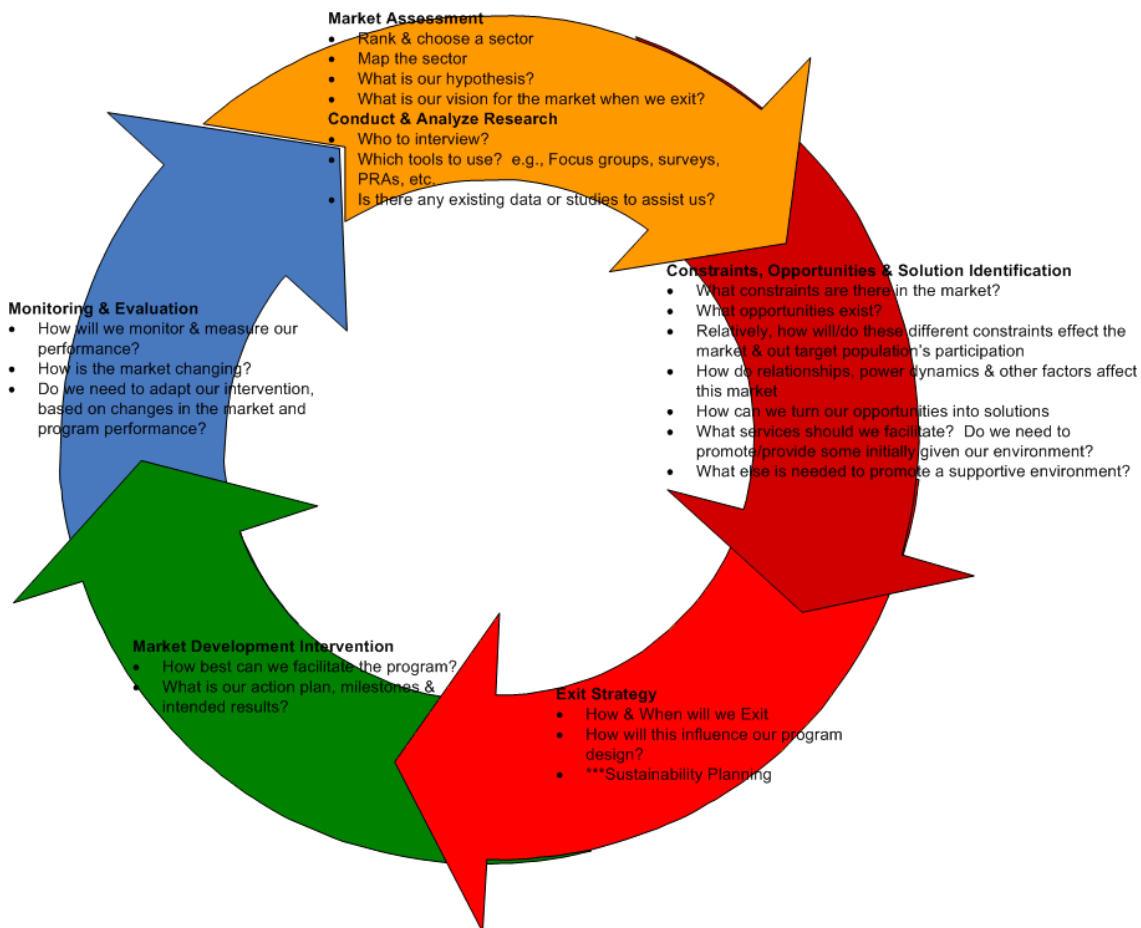 Market Assessment
• Rank & choose a sector
• Map the sector
• What is our hypothesis?
• What is our vision for the market when we exit?
Conduct & Analyze Research
• Who to interview?
• Which tools to use?  e.g., Focus groups, surveys,
PRAs, etc.
• Is there any existing data or studies to assist us?
Constraints, Opportunities & Solution Identification
• What constraints are there in the market?
• What opportunities exist?
• Relatively, how will/do these different constraints effect the
market & out target population's participation
• How do relationships, power dynamics & other factors affect
this market
• How can we turn our opportunities into solutions
• What services should we facilitate?  Do we need to
promote/provide some initially given our environment?
• What else is needed to promote a supportive environment?
Exit Strategy
• How & When will we Exit
• How will this influence our program
design?
• ***Sustainability Planning
Market Development Intervention
• How best can we facilitate the program?
• What is our action plan, milestones &
intended results?
Monitoring & Evaluation
• How will we monitor & measure our
performance?
• How is the market changing?
• Do we need to adapt our intervention,
based on changes in the market and
program performance?